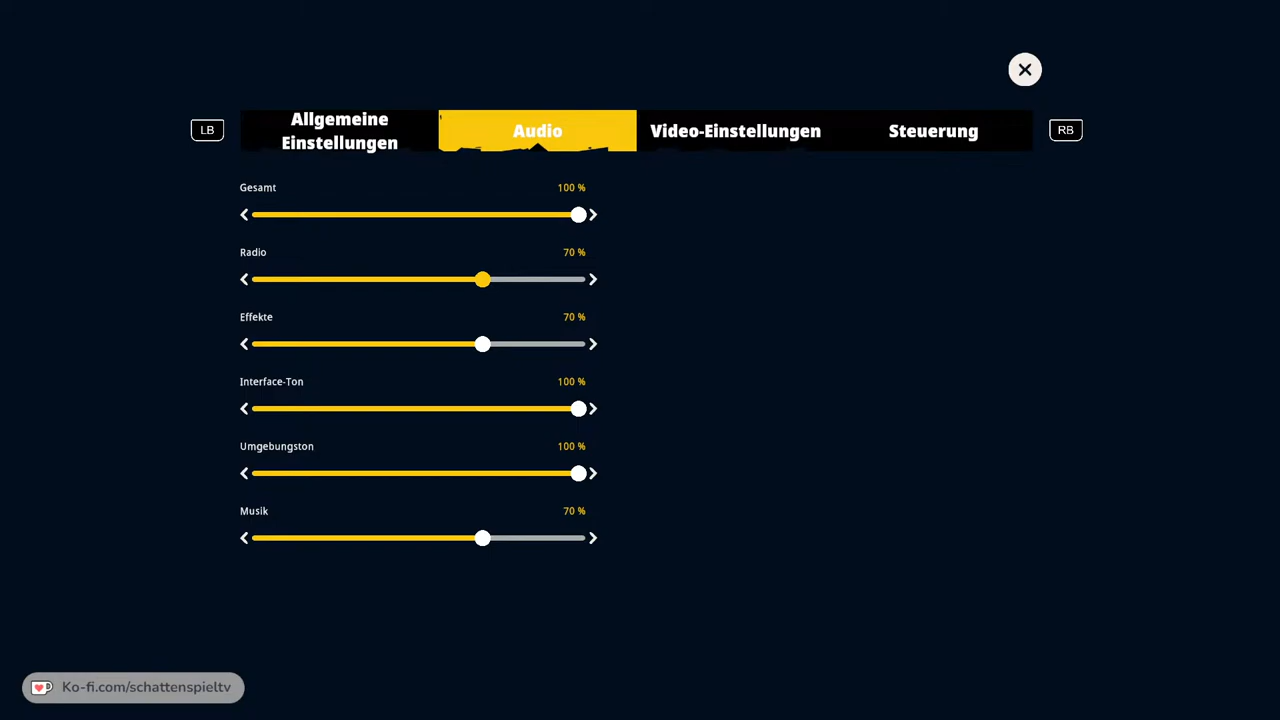 LB
Allgemeine
Einstellungen
Audio
Video-Einstellungen
Steuerung
RB
Gesamt 100 %
Radio 70 %
Effekte 70 %
Interface-Ton 100 %
Umgebungston 100 %
Musik 70 %
Ko-fi.com/schattenspieltv